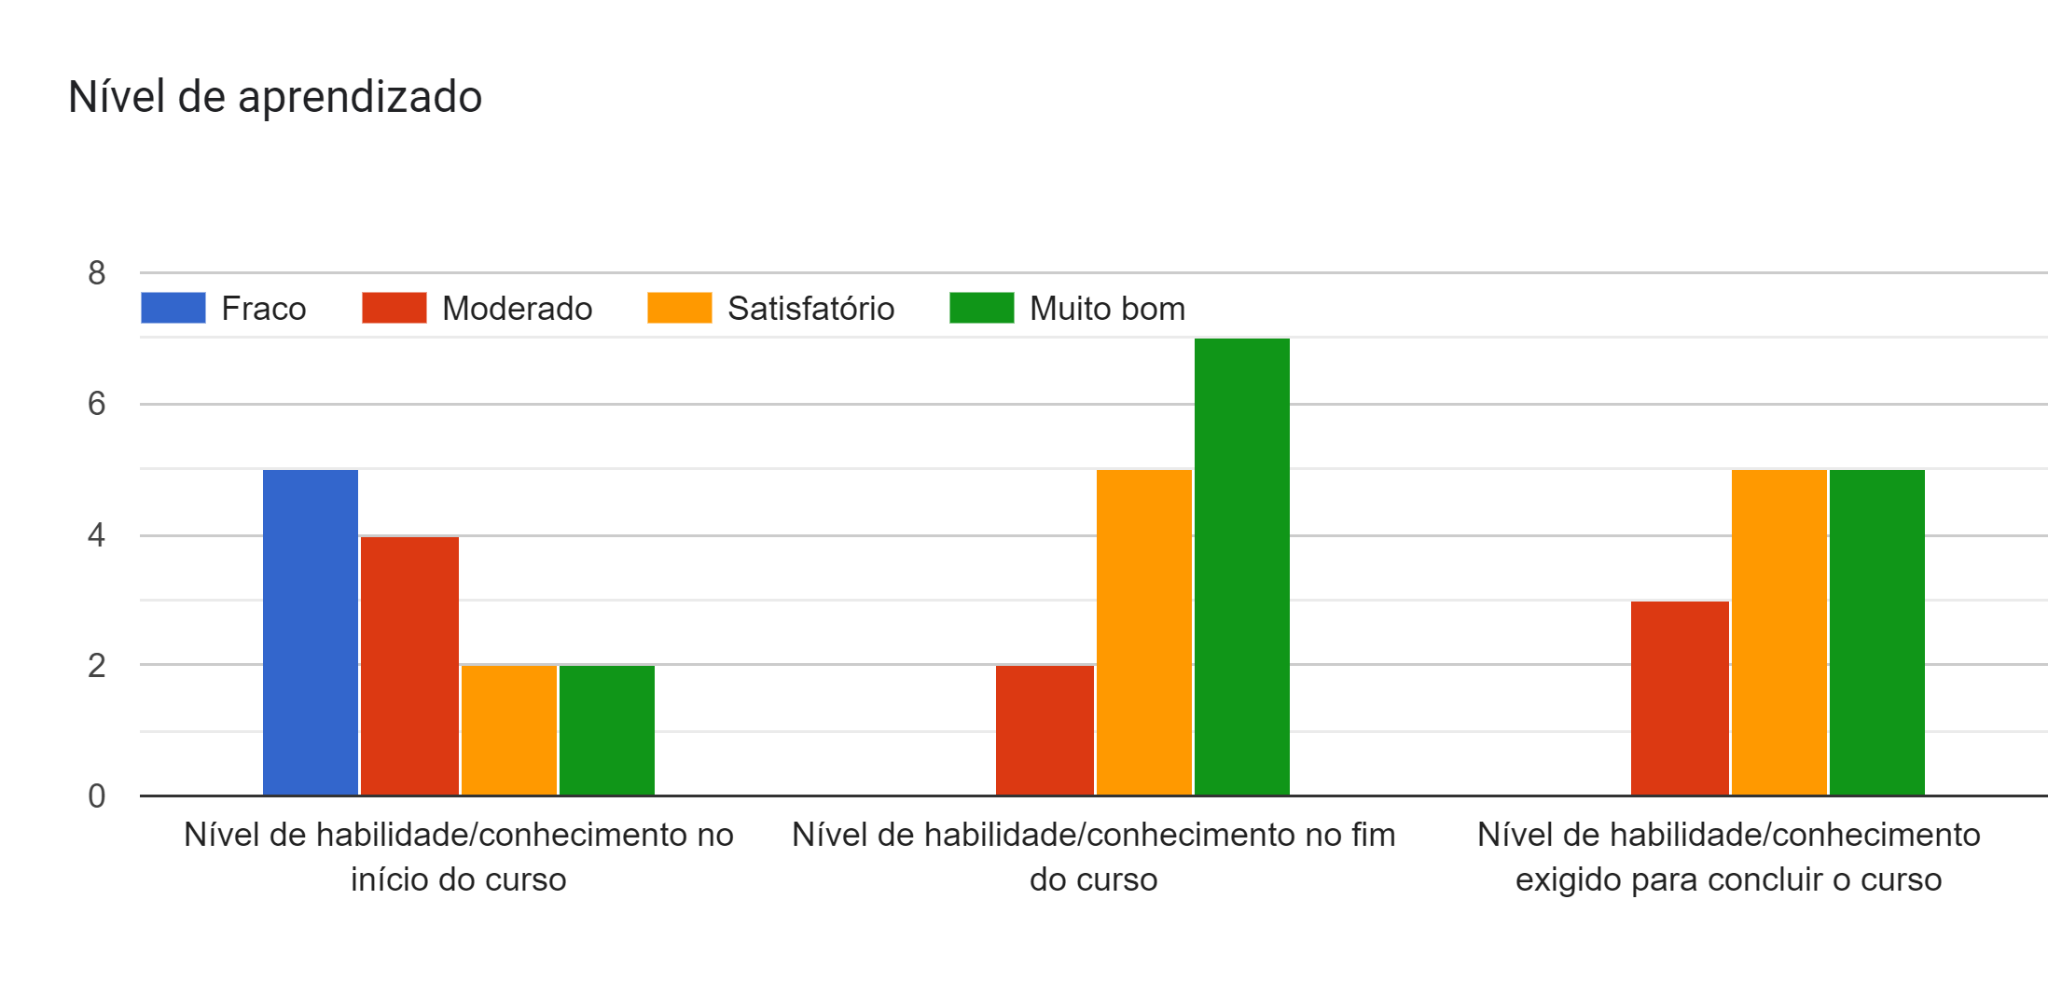 Nível de aprendizado
8
Fraco Moderado Satisfatório Muito bom
6
4
2
0
Nível de habilidade/conhecimento no
início do curso
Nível de habilidade/conhecimento no fim
do curso
Nível de habilidade/conhecimento
exigido para concluir o curso